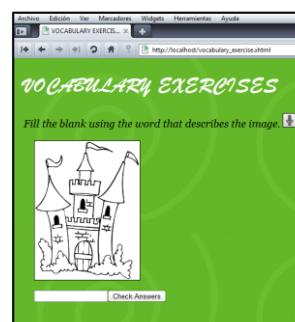 Archivo Edición Ver Marcadores Widgets Herramientas Ayuda
VOCABULARY EXERCIS...
http://localhost/vocabulary_exercise.xhtml
VOCABULARY EXERCISES
Fill the blank using the word that describes the image.
Check Answers